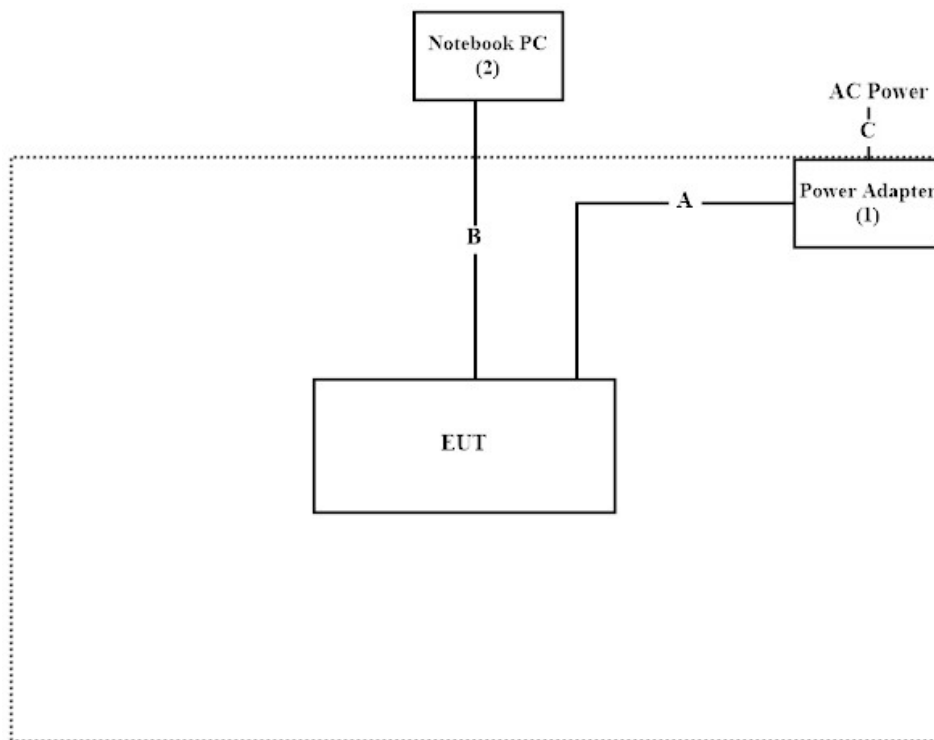 Notebook PC
(2)
AC Power
C
Power Adapter
(1)
A
B
EUT